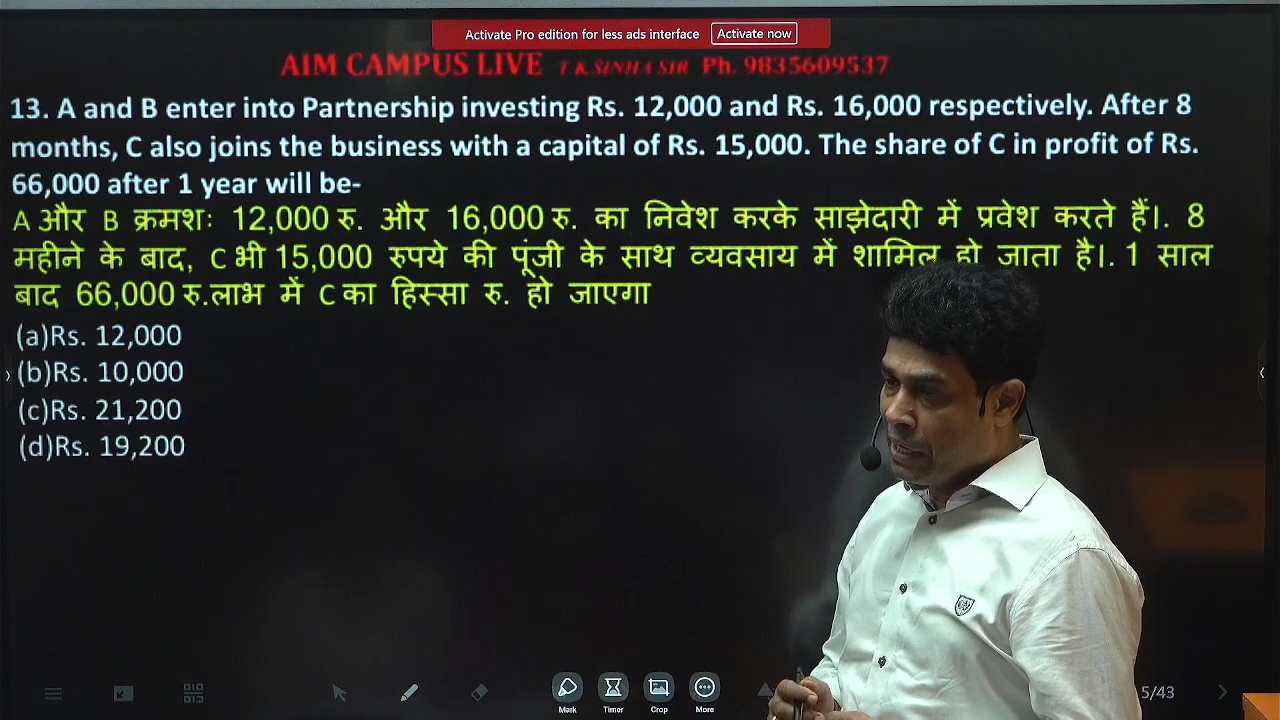 Activate Pro edition for less ads interface Activate now
AIM CAMPUS LIVE T.K.SINHA SIR Ph. 9835609537
13. A and B enter into Partnership investing Rs. 12,000 and Rs. 16,000 respectively. After 8
months, C also joins the business with a capital of Rs. 15,000. The share of C in profit of Rs.
66,000 after 1 year will be-
A और B क्रमशः 12,000 रु. और 16,000 रु. का निवेश करके साझेदारी में प्रवेश करते हैं।. 8
महीने के बाद, C भी 15,000 रुपये की पूंजी के साथ व्यवसाय में शामिल हो जाता है।. 1 साल
बाद 66,000 रु.लाभ में C का हिस्सा रु. हो जाएगा
(a)Rs. 12,000
(b)Rs. 10,000
(c)Rs. 21,200
(d)Rs. 19,200
Mark Timer Crop More
5/43